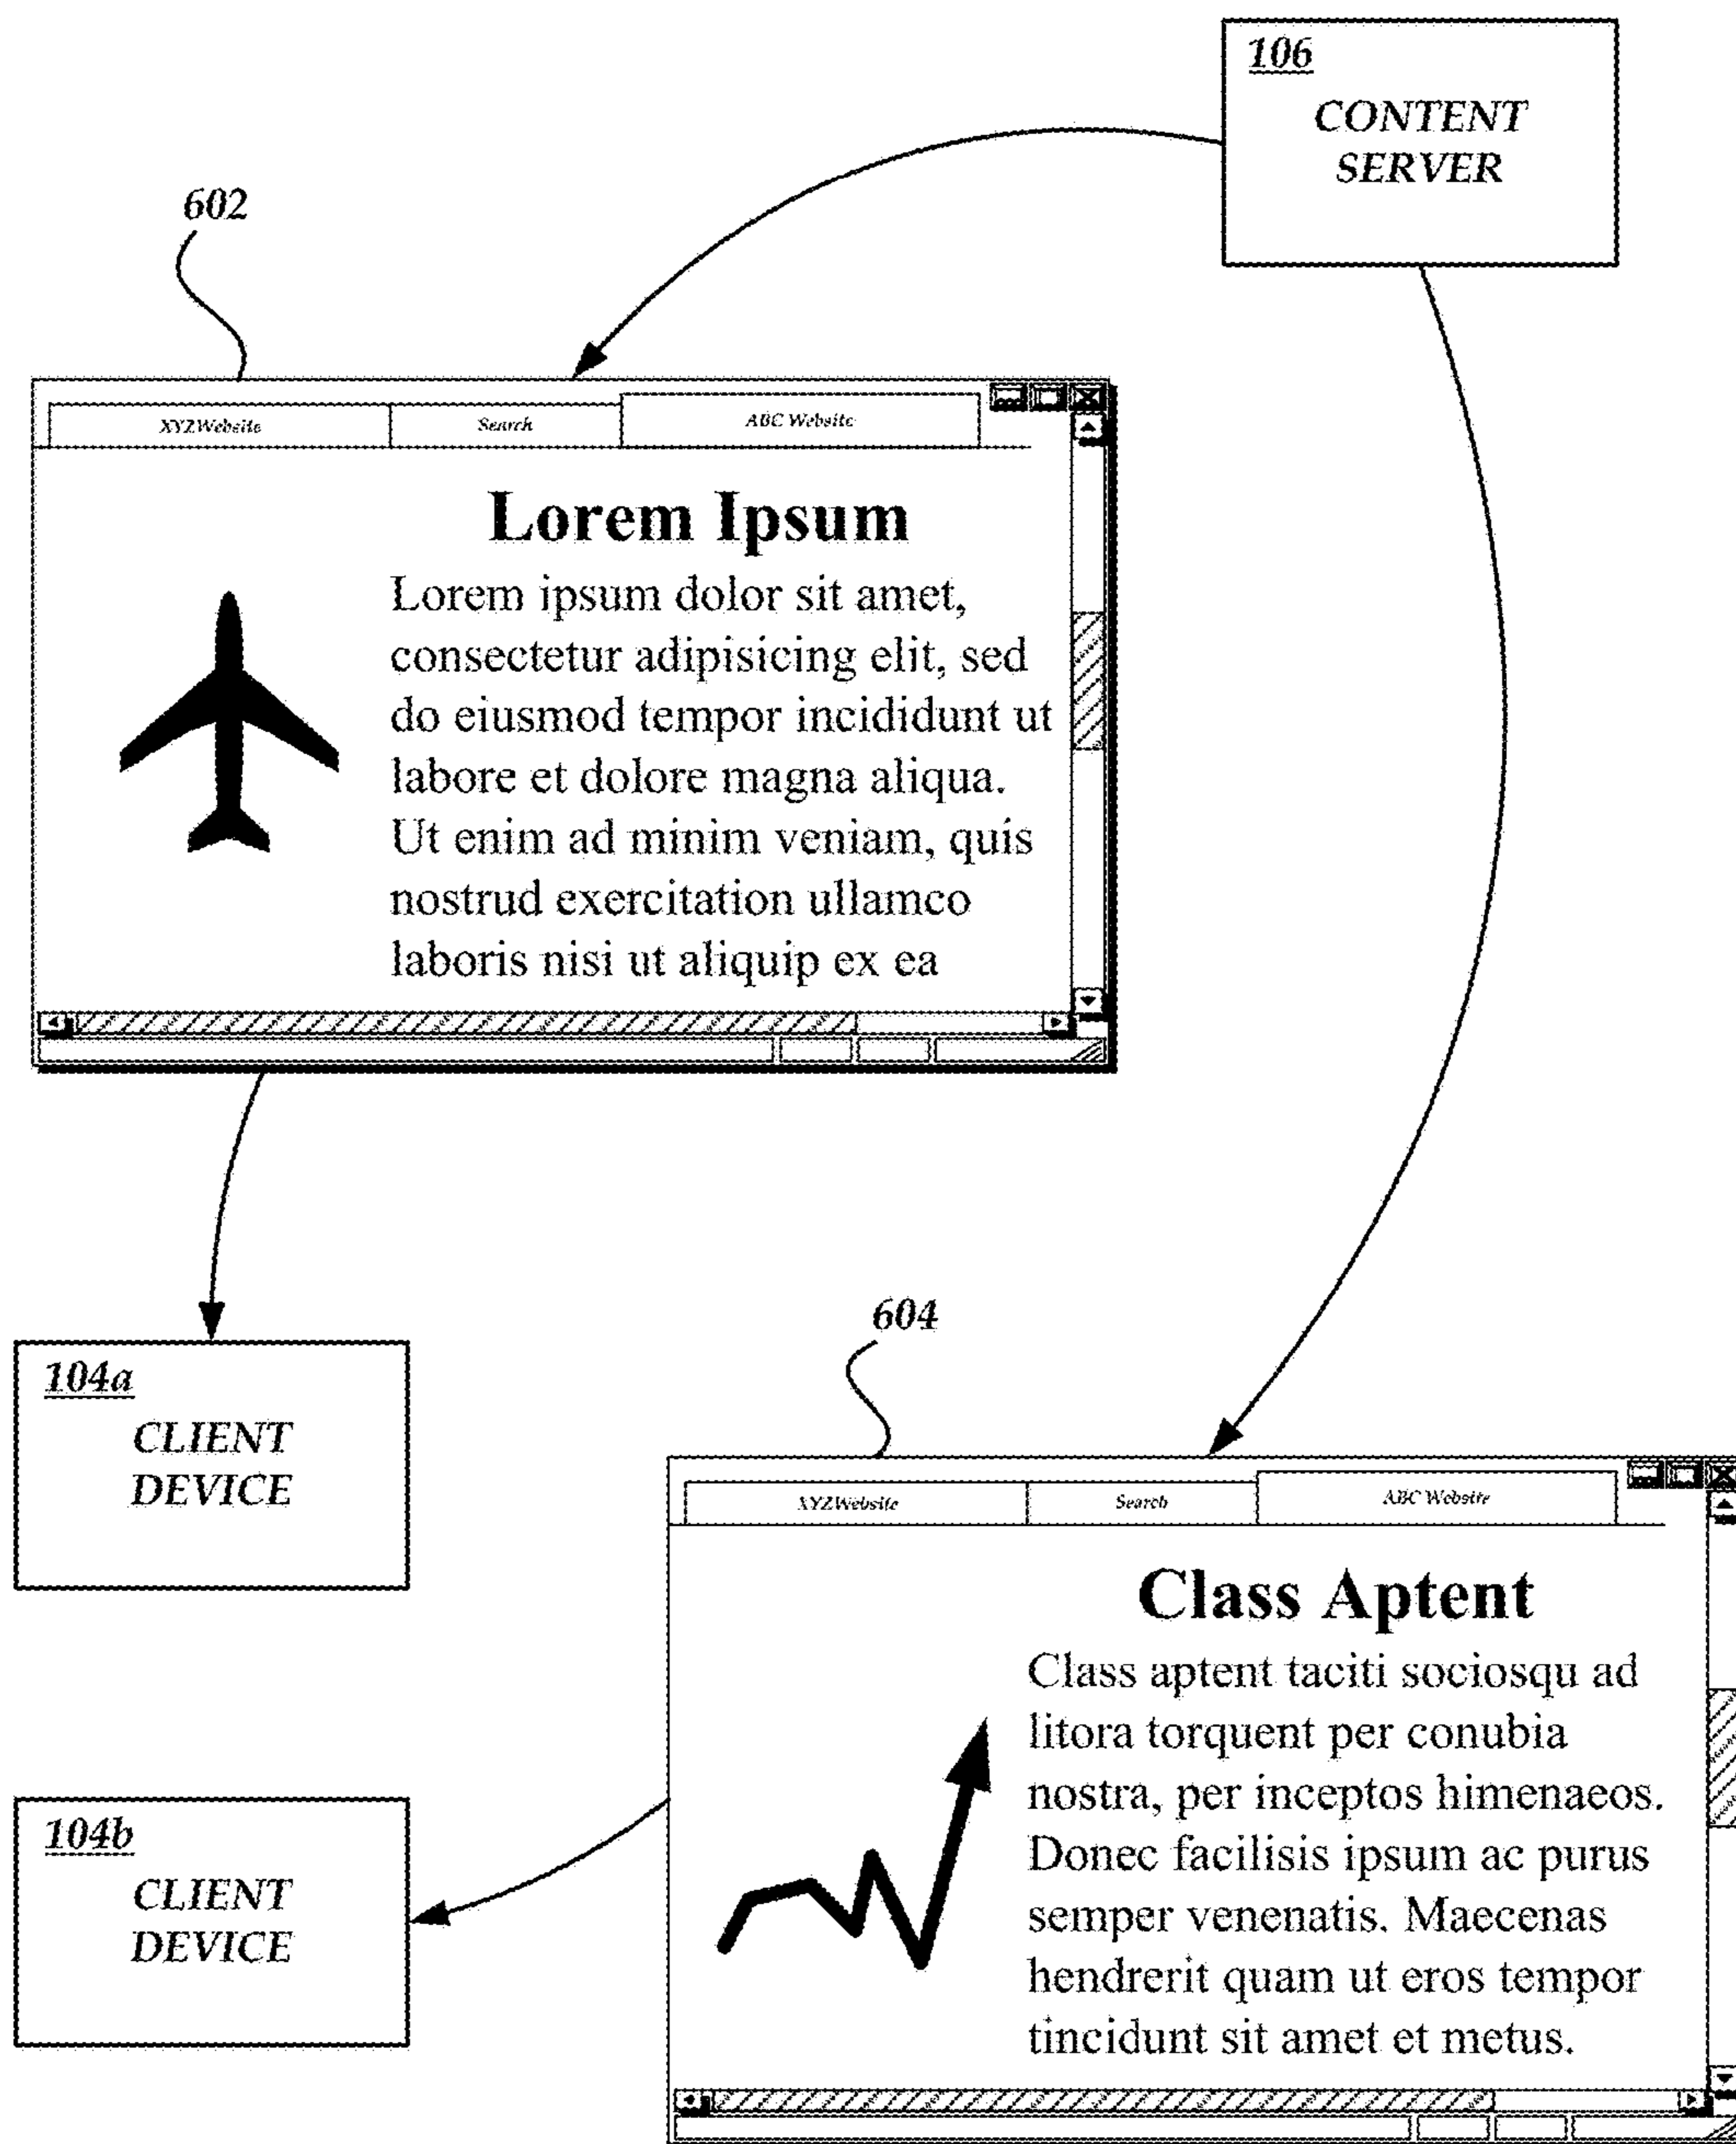 106
CONTENT
SERVER
602
XYZWebsite
Search
ABC Website
Lorem Ipsum
Lorem ipsum dolor sit amet,
consectetur adipisicing elit, sed
do eiusmod tempor incididunt ut
labore et dolore magna aliqua.
Ut enim ad minim veniam, quis
nostrud exercitation ullamco
laboris nisi ut aliquip ex ea
104a
CLIENT
DEVICE
604
XYZWebsite
Search
ABC Website
Class Aptent
Class aptent taciti sociosqu ad
litora torquent per conubia
nostra, per inceptos himenaeos.
Donec facilisis ipsum ac purus
semper venenatis. Maecenas
hendrerit quam ut eros tempor
tincidunt sit amet et metus.
104b
CLIENT
DEVICE